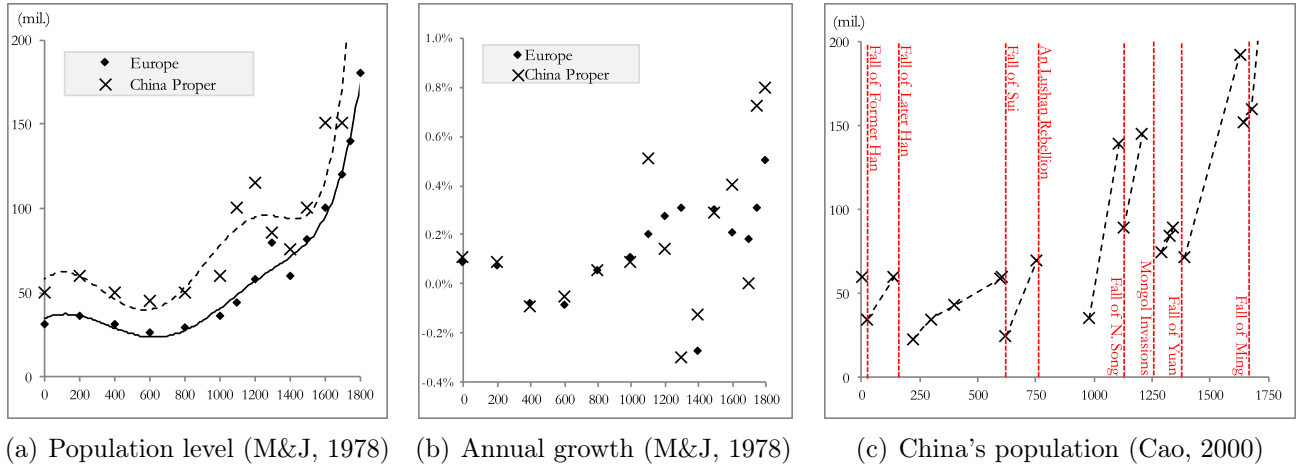 (mil.)
200
150
100
50
0
0 200 400 600 800 1000 1200 1400 1600 1800
Europe
China Proper
(a) Population level (M&J, 1978)
1.0%
0.8%
0.6%
0.4%
0.2%
0.0%
-0.2%
-0.4%
0 200 400 600 800 1000 1200 1400 1600 1800
Europe
China Proper
(b) Annual growth (M&J, 1978)
(mil.)
200
150
100
50
0
0 250 500 750 1000 1250 1500 1750
Fall of Former Han
Fall of Later Han
Fall of Sui
An Lushan Rebellion
Fall of N. Song
Mongol Invasions
Fall of Yuan
Fall of Ming
(c) China's population (Cao, 2000)